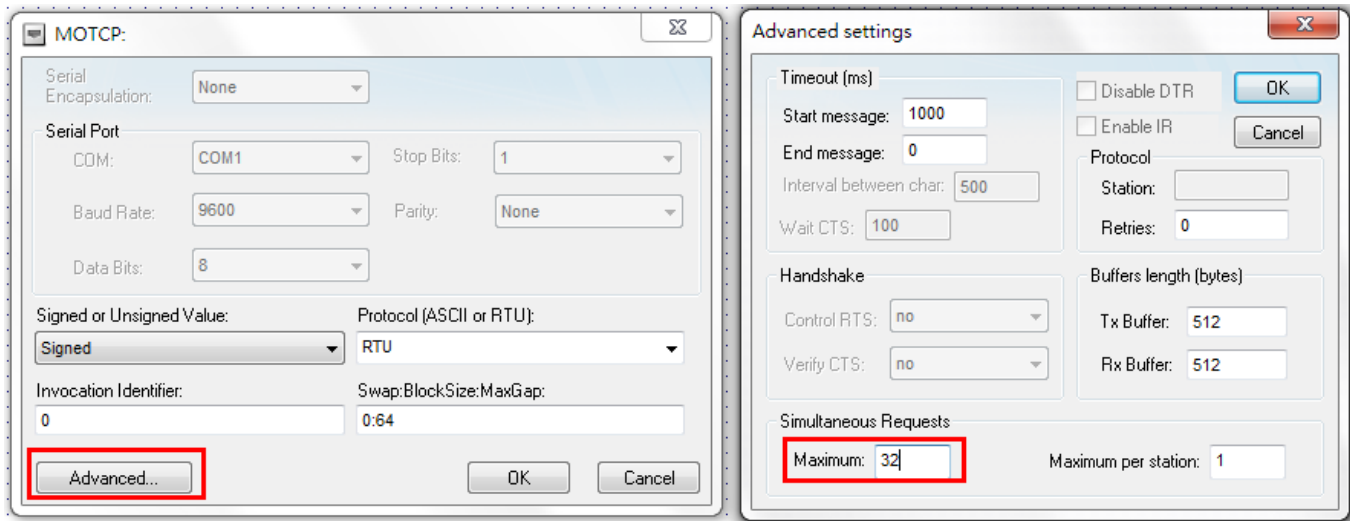 MOTCP:
Serial
Encapsulation:
None
Serial Port
COM:
COM1
Stop Bits:
1
Baud Rate:
9600
Parity:
None
Data Bits:
8
Signed or Unsigned Value:
Protocol (ASCII or RTU):
Signed
RTU
Invocation Identifier:
Swap:BlockSize:MaxGap:
0
0:64
Advanced...
OK
Cancel
Advanced settings
Timeout (ms)
Start message:
1000
End message:
0
Interval between char:
500
Wait CTS:
100
Disable DTR
OK
Enable IR
Cancel
Protocol
Station:
Retries:
0
Handshake
Control RTS:
no
Verify CTS:
no
Buffers length (bytes)
Tx Buffer:
512
Rx Buffer:
512
Simultaneous Requests
Maximum:
32
Maximum per station:
1